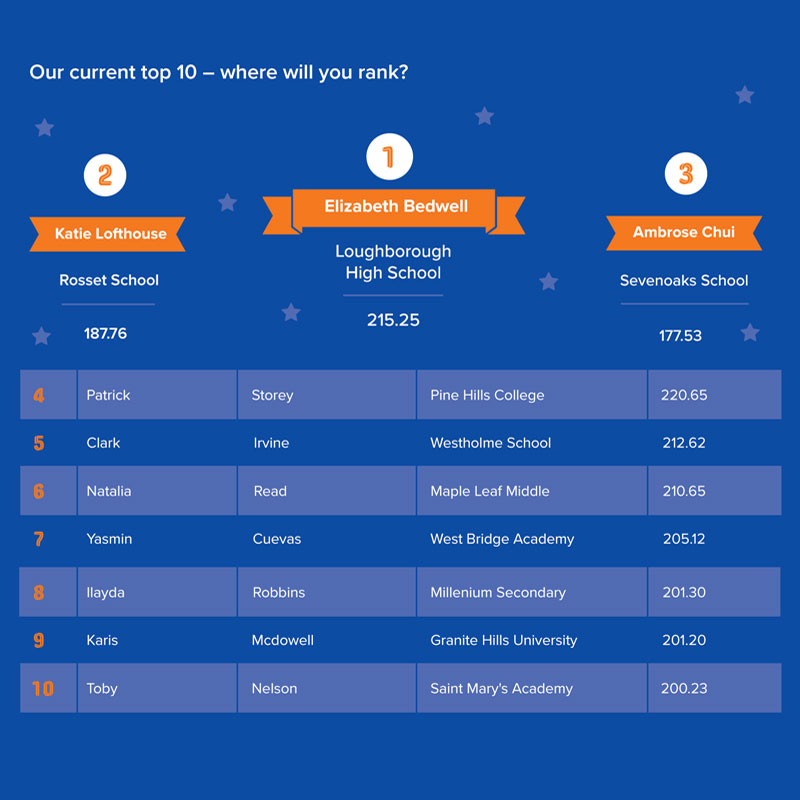 Our current top 10 – where will you rank?
2
Katie Lofthouse
Rosset School
187.76
1
Elizabeth Bedwell
Loughborough
High School
215.25
3
Ambrose Chui
Sevenoaks School
177.53
4 Patrick Storey Pine Hills College 220.65
5 Clark Irvine Westholme School 212.62
6 Natalia Read Maple Leaf Middle 210.65
7 Yasmin Cuevas West Bridge Academy 205.12
8 Ilayda Robbins Millenium Secondary 201.30
9 Karis Mcdowell Granite Hills University 201.20
10 Toby Nelson Saint Mary's Academy 200.23